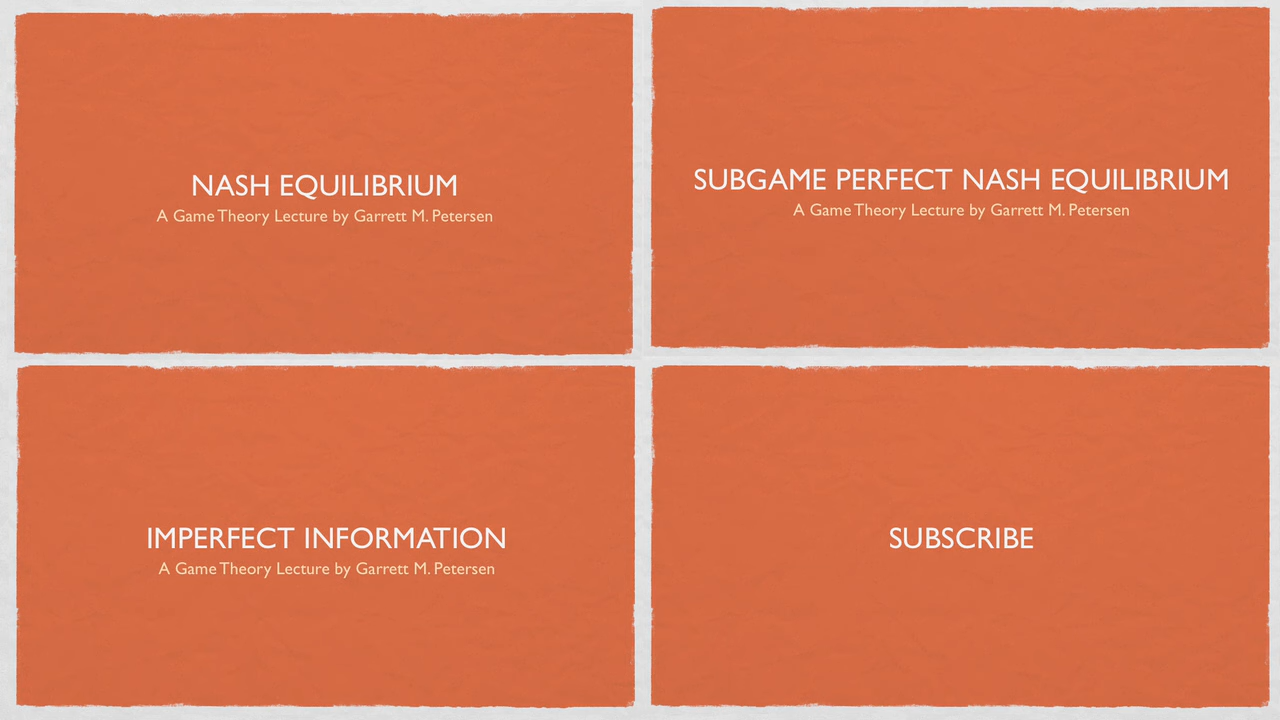 NASH EQUILIBRIUM
A Game Theory Lecture by Garrett M. Petersen
SUBGAME PERFECT NASH EQUILIBRIUM
A Game Theory Lecture by Garrett M. Petersen
IMPERFECT INFORMATION
A Game Theory Lecture by Garrett M. Petersen
SUBSCRIBE